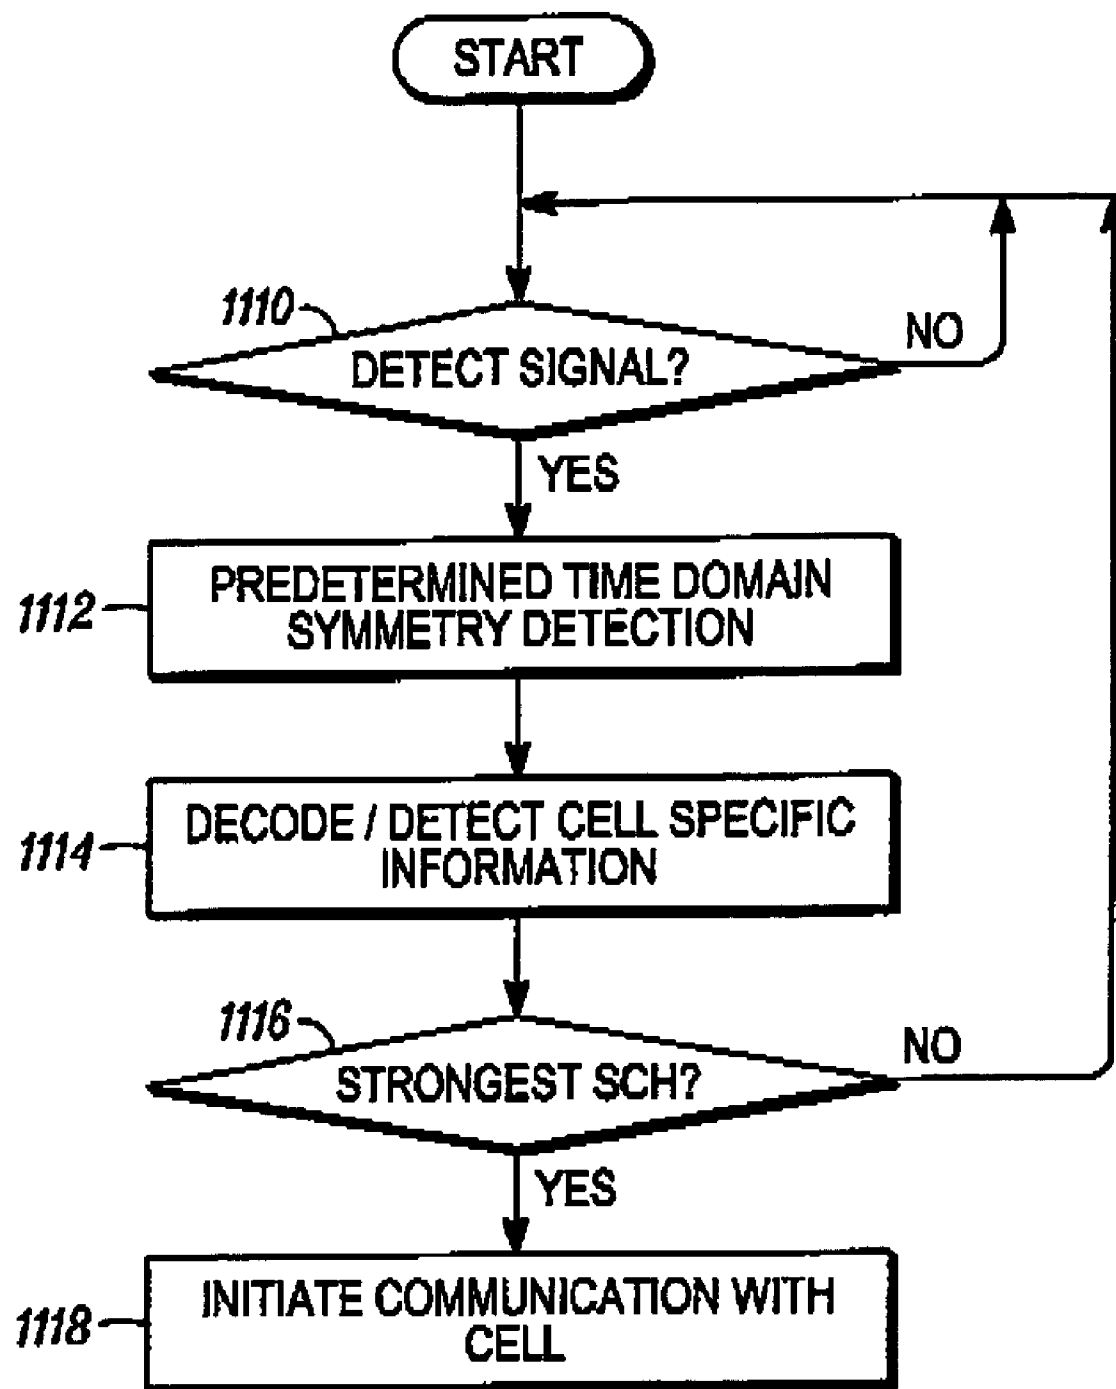 START
1110
DETECT SIGNAL?
NO
YES
1112
PREDETERMINED TIME DOMAIN
SYMMETRY DETECTION
1114
DECODE / DETECT CELL SPECIFIC
INFORMATION
1116
STRONGEST SCH?
NO
YES
1118
INITIATE COMMUNICATION WITH
CELL